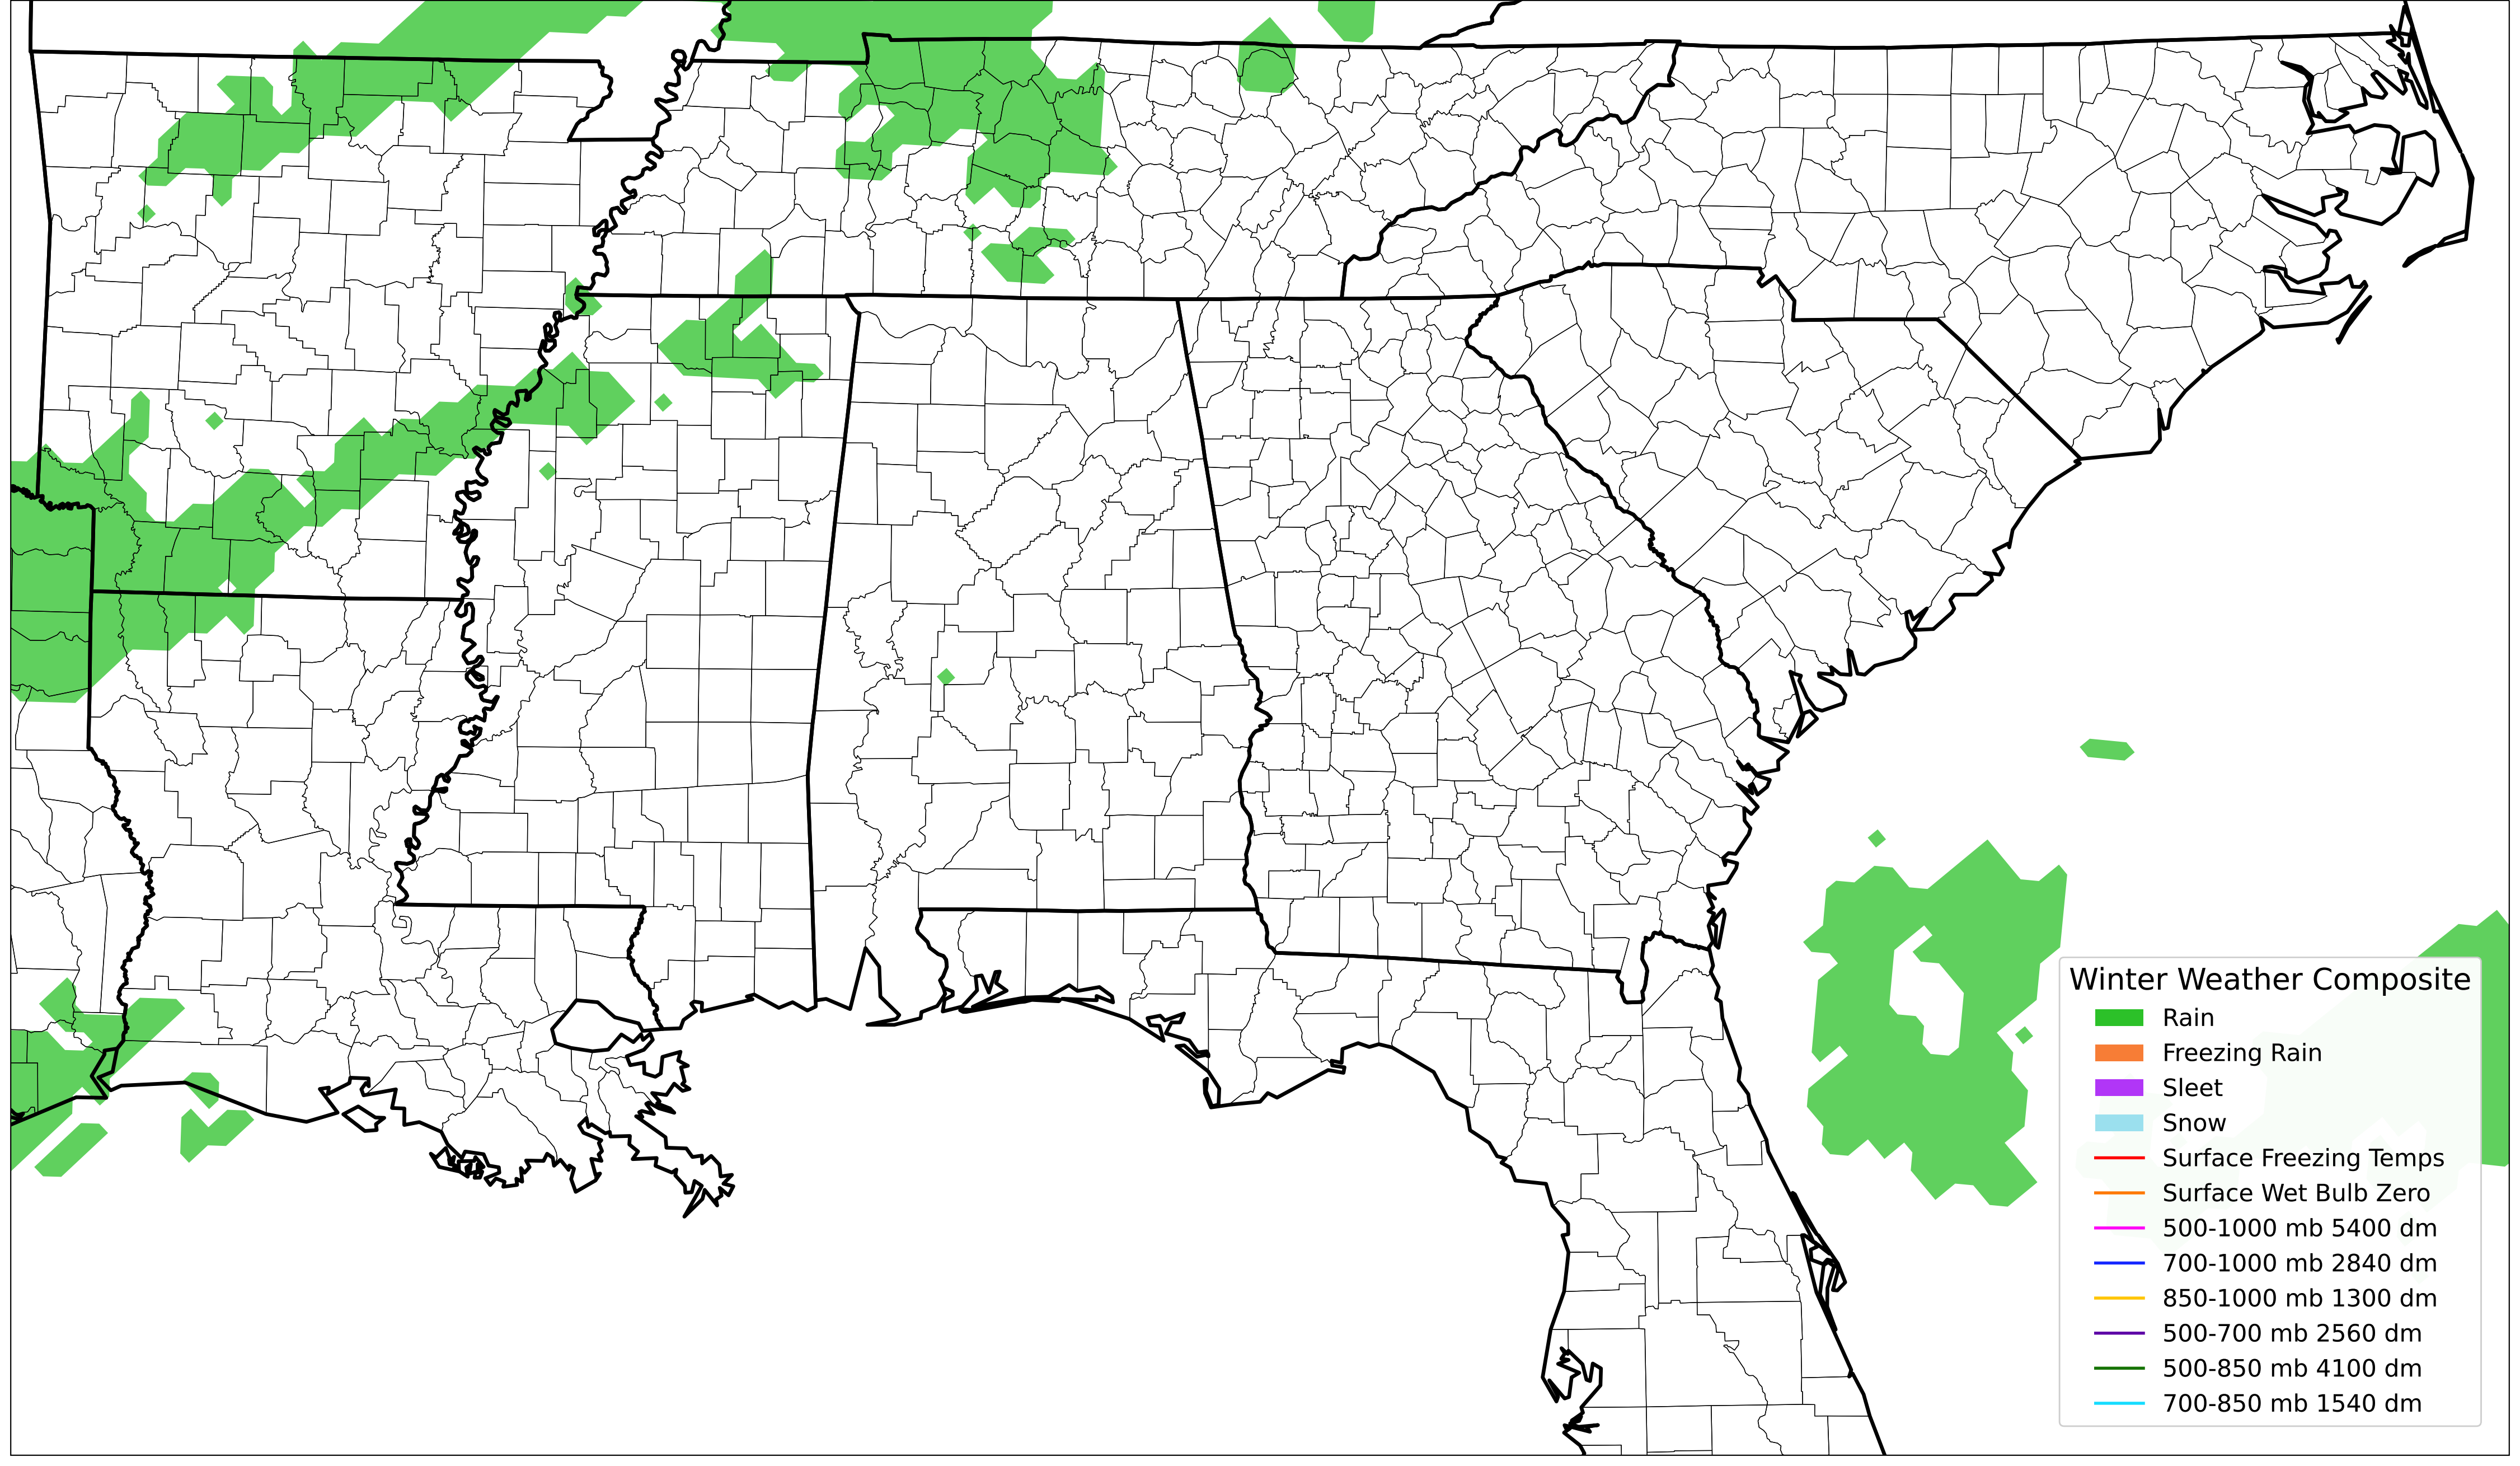 Winter Weather Composite
Rain
Freezing Rain
Sleet
Snow
Surface Freezing Temps
Surface Wet Bulb Zero
500-1000 mb 5400 dm
700-1000 mb 2840 dm
850-1000 mb 1300 dm
500-700 mb 2560 dm
500-850 mb 4100 dm
700-850 mb 1540 dm